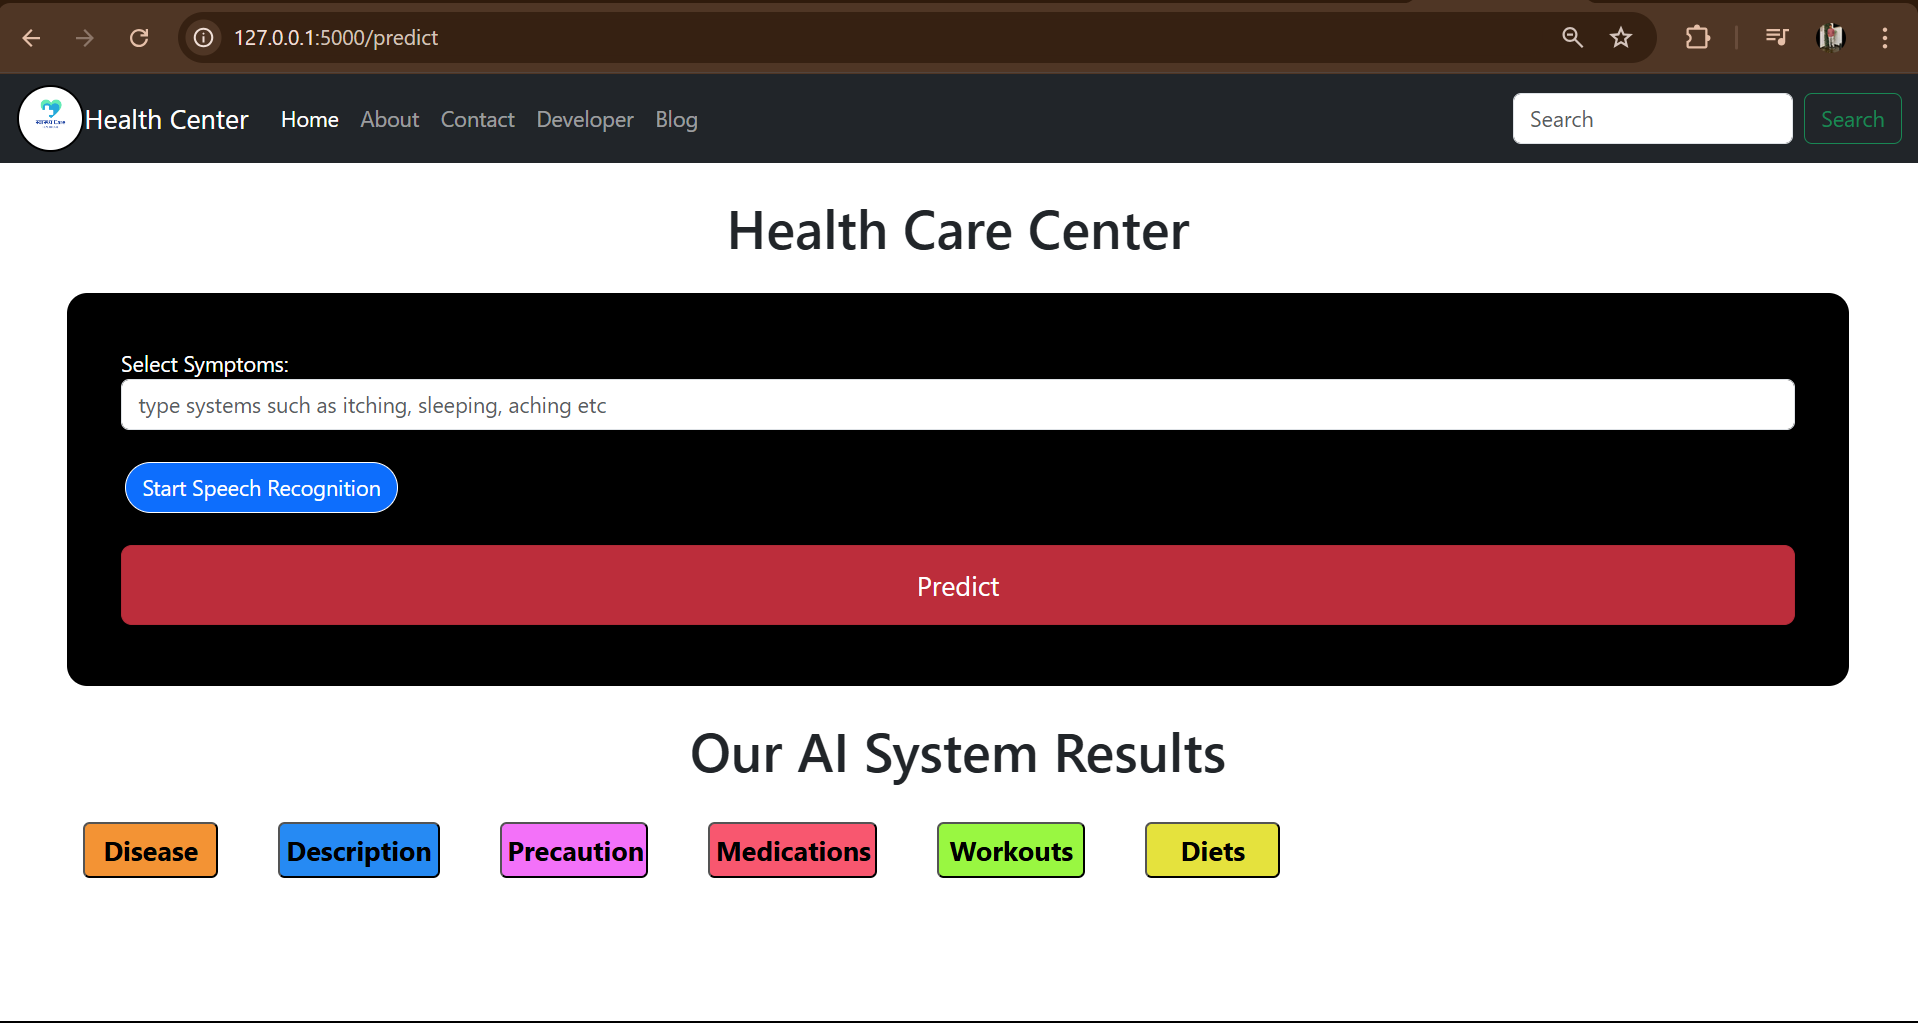 127.0.0.1:5000/predict
स्वास्थ्य Care
Health Center Home About Contact Developer Blog Search Search
Health Care Center
Select Symptoms:
type systems such as itching, sleeping, aching etc
Start Speech Recognition
Predict
Our AI System Results
Disease Description Precaution Medications Workouts Diets